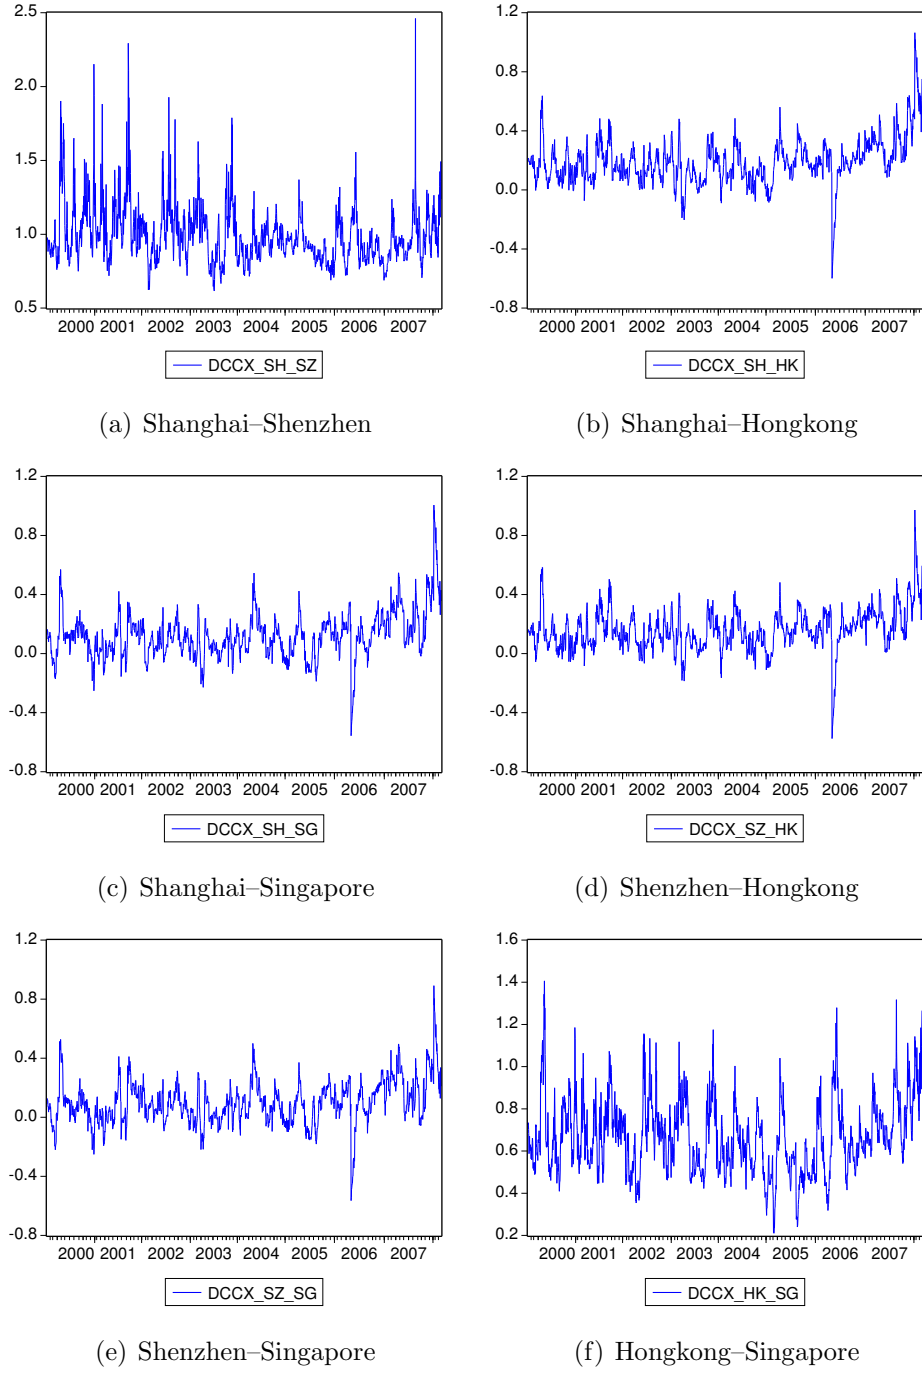 2.5
2.0
1.5
1.0
0.5
2000 2001 2002 2003 2004 2005 2006 2007
DCCX_SH_SZ
(a) Shanghai–Shenzhen
1.2
0.8
0.4
0.0
-0.4
-0.8
2000 2001 2002 2003 2004 2005 2006 2007
DCCX_SH_HK
(b) Shanghai–Hongkong
1.2
0.8
0.4
0.0
-0.4
-0.8
2000 2001 2002 2003 2004 2005 2006 2007
DCCX_SH_SG
(c) Shanghai–Singapore
1.2
0.8
0.4
0.0
-0.4
-0.8
2000 2001 2002 2003 2004 2005 2006 2007
DCCX_SZ_HK
(d) Shenzhen–Hongkong
1.2
0.8
0.4
0.0
-0.4
-0.8
2000 2001 2002 2003 2004 2005 2006 2007
DCCX_SZ_SG
(e) Shenzhen–Singapore
1.6
1.4
1.2
1.0
0.8
0.6
0.4
0.2
2000 2001 2002 2003 2004 2005 2006 2007
DCCX_HK_SG
(f) Hongkong–Singapore